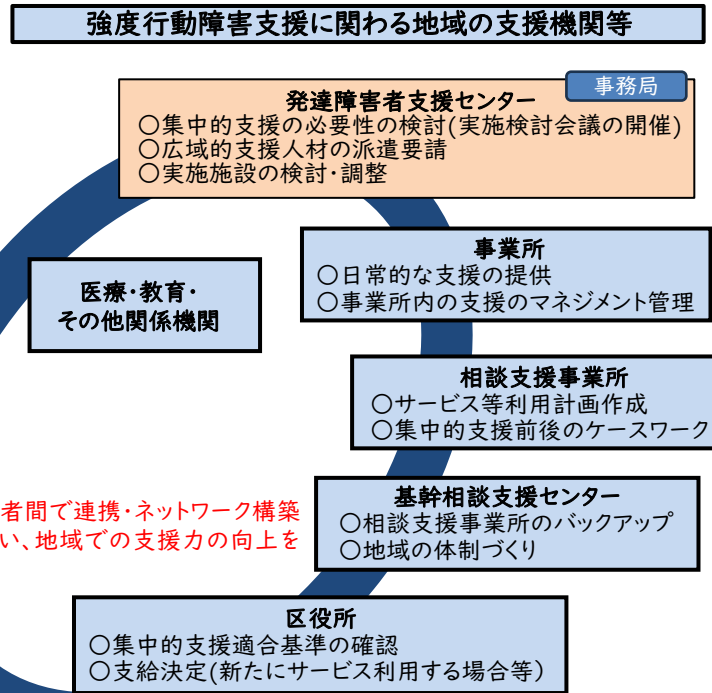 強度行動障害支援に関わる地域の支援機関等
事務局
発達障害者支援センター
○集中的支援の必要性の検討(実施検討会議の開催)
○広域的支援人材の派遣要請
○実施施設の検討・調整
事業所
○日常的な支援の提供
○事業所内の支援のマネジメント管理
医療・教育・
その他関係機関
相談支援事業所
○サービス等利用計画作成
○集中的支援前後のケースワーク
者間で連携・ネットワーク構築
い、地域での支援力の向上を
基幹相談支援センター
○相談支援事業所のバックアップ
○地域の体制づくり
区役所
○集中的支援適合基準の確認
○支給決定(新たにサービス利用する場合等)